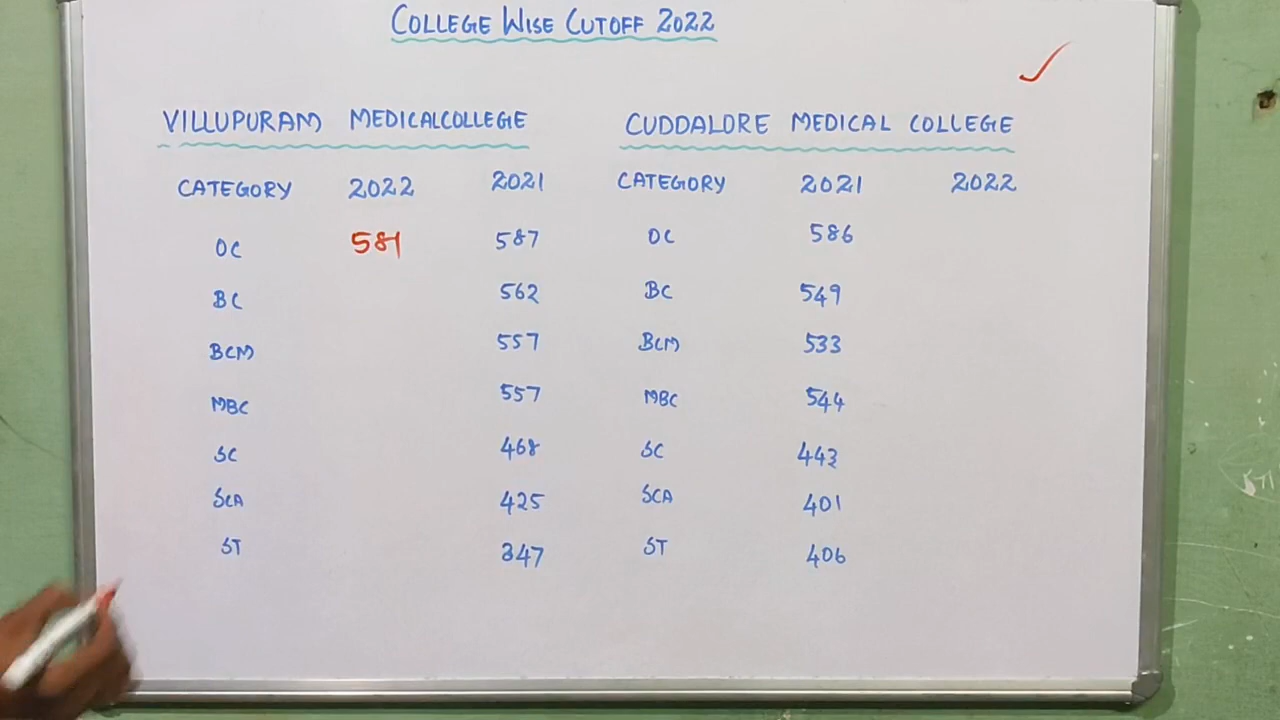 COLLEGE WISE CUTOFF 2022
VILLUPURAM MEDICALCOLLEGE
CATEGORY 2022 2021
OC 581 587
BC 562
BCM 557
MBC 557
SC 468
SCA 425
ST 347
CUDDALORE MEDICAL COLLEGE
CATEGORY 2021 2022
OC 586
BC 549
BCM 533
MBC 544
SC 443
SCA 401
ST 406